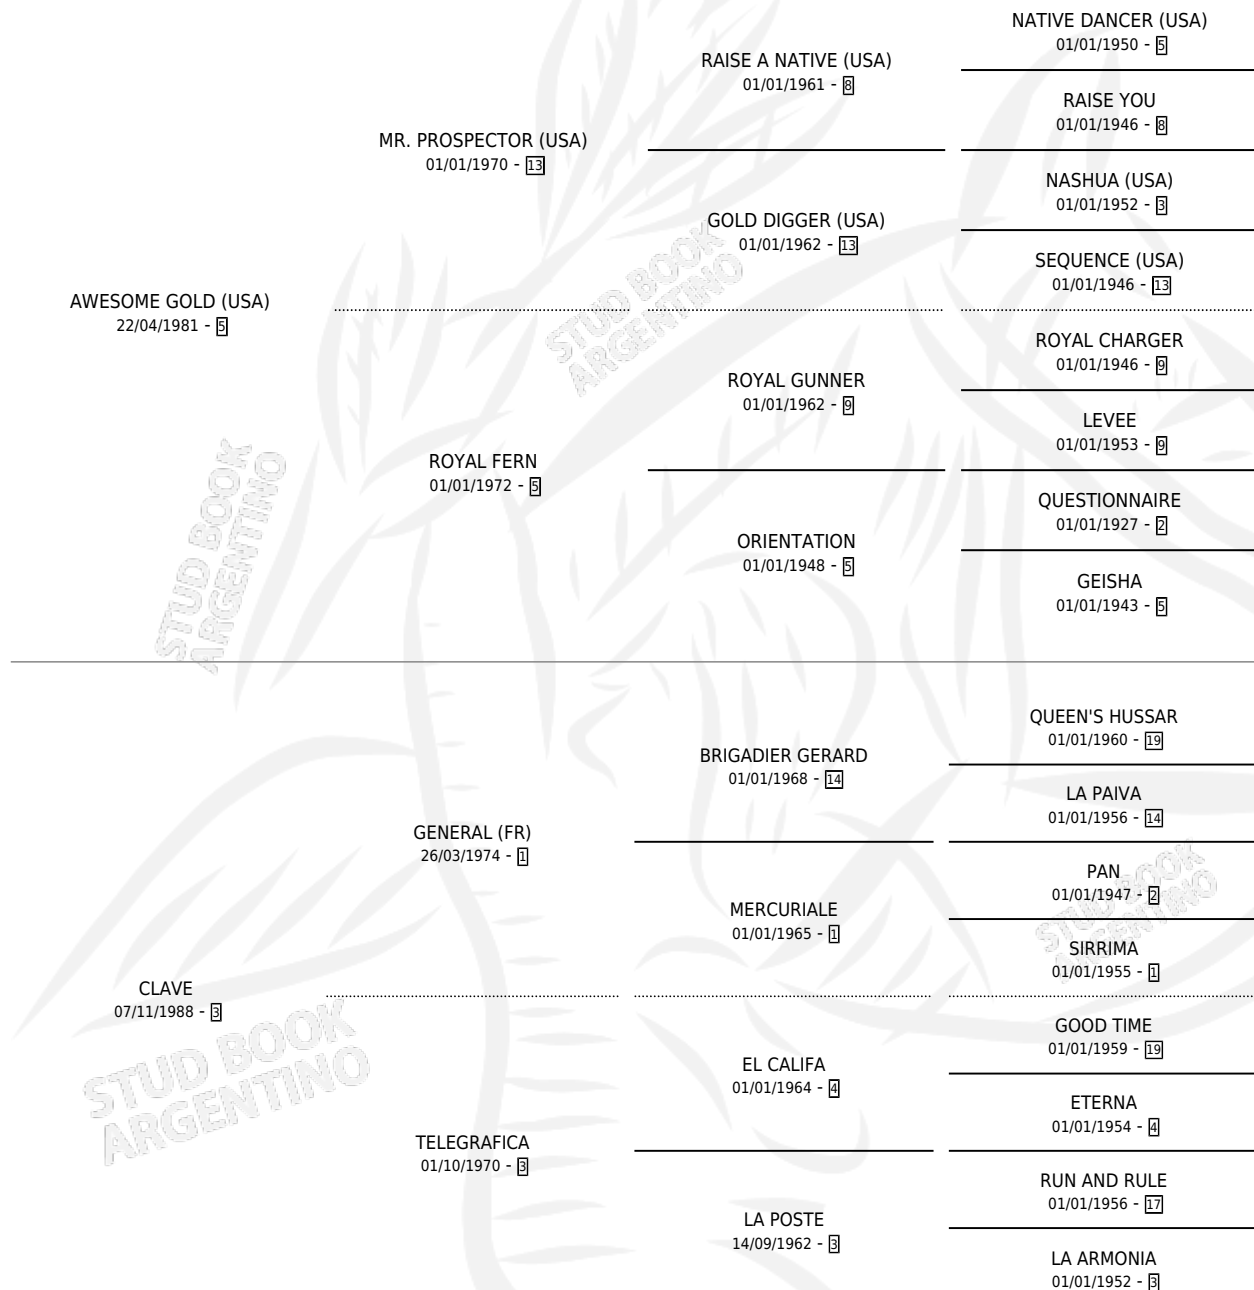 NATIVE DANCER (USA)
01/01/1950 - 5
RAISE A NATIVE (USA)
01/01/1961 - 8
RAISE YOU
01/01/1946 - 8
MR. PROSPECTOR (USA)
01/01/1970 - 13
NASHUA (USA)
01/01/1952 - 3
GOLD DIGGER (USA)
01/01/1962 - 13
SEQUENCE (USA)
01/01/1946 - 13
AWESOME GOLD (USA)
22/04/1981 - 5
STUD BOOK
ARGENTINO
ROYAL CHARGER
01/01/1946 - 9
ROYAL GUNNER
01/01/1962 - 9
LEVEE
01/01/1953 - 9
ROYAL FERN
01/01/1972 - 5
QUESTIONNAIRE
01/01/1927 - 2
ORIENTATION
01/01/1948 - 5
GEISHA
01/01/1943 - 5
STUD BOOK
ARGENTINO
QUEEN'S HUSSAR
01/01/1960 - 19
BRIGADIER GERARD
01/01/1968 - 14
LA PAIVA
01/01/1956 - 14
GENERAL (FR)
26/03/1974 - 1
PAN
01/01/1947 - 2
MERCURIALE
01/01/1965 - 1
SIRRIMA
01/01/1955 - 1
STUD BOOK
ARGENTINO
CLAVE
07/11/1988 - 3
STUD BOOK
ARGENTINO
GOOD TIME
01/01/1959 - 19
EL CALIFA
01/01/1964 - 4
ETERNA
01/01/1954 - 4
TELEGRAFICA
01/10/1970 - 3
RUN AND RULE
01/01/1956 - 17
LA POSTE
14/09/1962 - 3
LA ARMONIA
01/01/1952 - 3